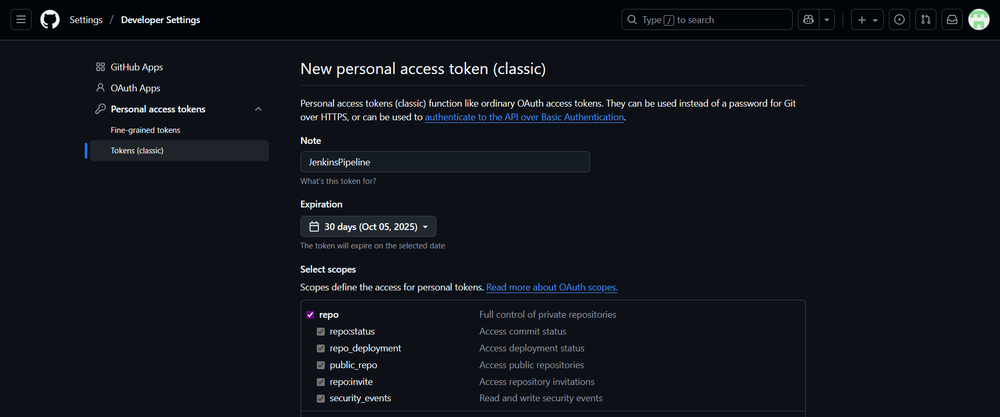 Settings / Developer Settings
Type / to search
GitHub Apps
OAuth Apps
Personal access tokens
Fine-grained tokens
Tokens (classic)
New personal access token (classic)
Personal access tokens (classic) function like ordinary OAuth access tokens. They can be used instead of a password for Git
over HTTPS, or can be used to authenticate to the API over Basic Authentication.
Note
JenkinsPipeline
What's this token for?
Expiration
30 days (Oct 05, 2025)
The token will expire on the selected date
Select scopes
Scopes define the access for personal tokens. Read more about OAuth scopes.
repo Full control of private repositories
repo:status Access commit status
repo_deployment Access deployment status
public_repo Access public repositories
repo:invite Access repository invitations
security_events Read and write security events